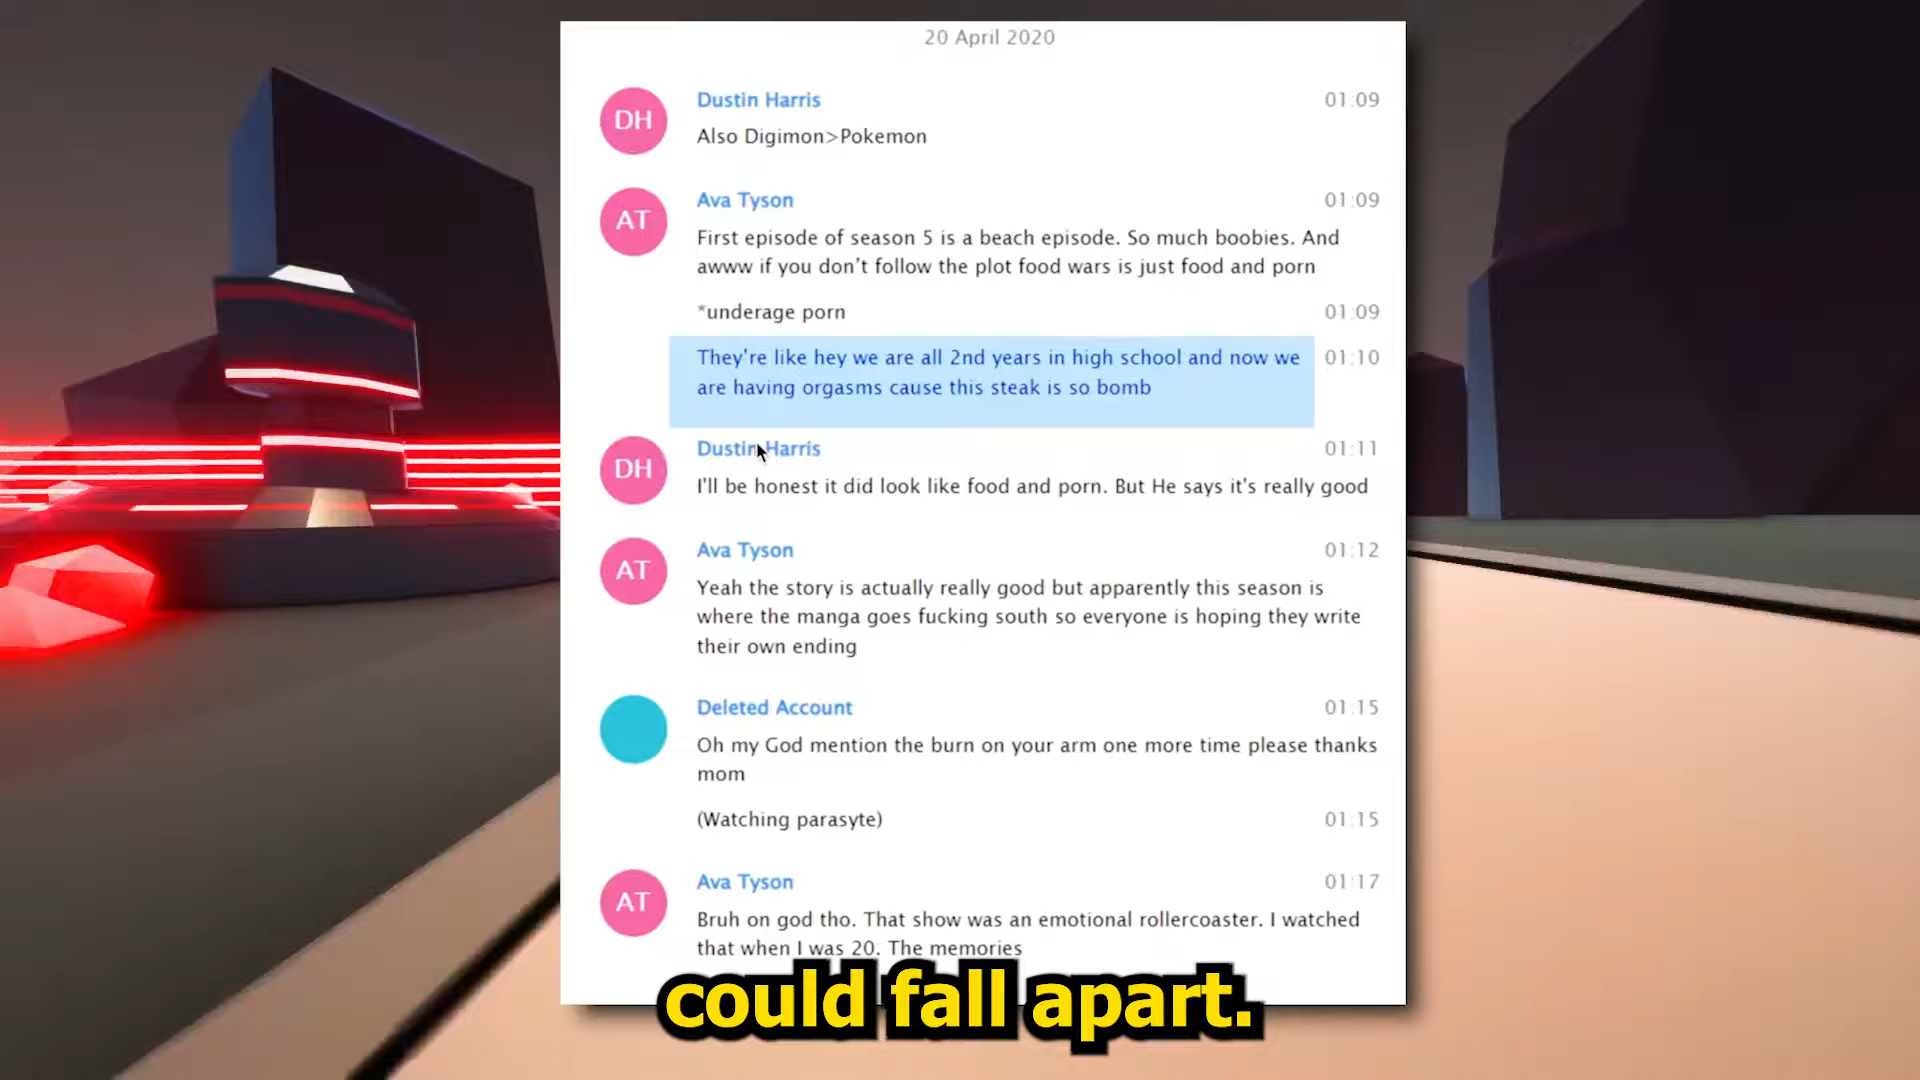 20 April 2020
DH
Dustin Harris 01:09
Also Digimon>Pokemon
AT
Ava Tyson 01:09
First episode of season 5 is a beach episode. So much boobies. And
awww if you don't follow the plot food wars is just food and porn
*underage porn 01:09
They're like hey we are all 2nd years in high school and now we 01:10
are having orgasms cause this steak is so bomb
DH
Dustin Harris 01:11
I'll be honest it did look like food and porn. But He says it's really good
AT
Ava Tyson 01:12
Yeah the story is actually really good but apparently this season is
where the manga goes fucking south so everyone is hoping they write
their own ending
Deleted Account 01:15
Oh my God mention the burn on your arm one more time please thanks
mom
(Watching parasyte) 01:15
AT
Ava Tyson 01:17
Bruh on god tho. That show was an emotional rollercoaster. I watched
that when I was 20. The memories
could fall apart.